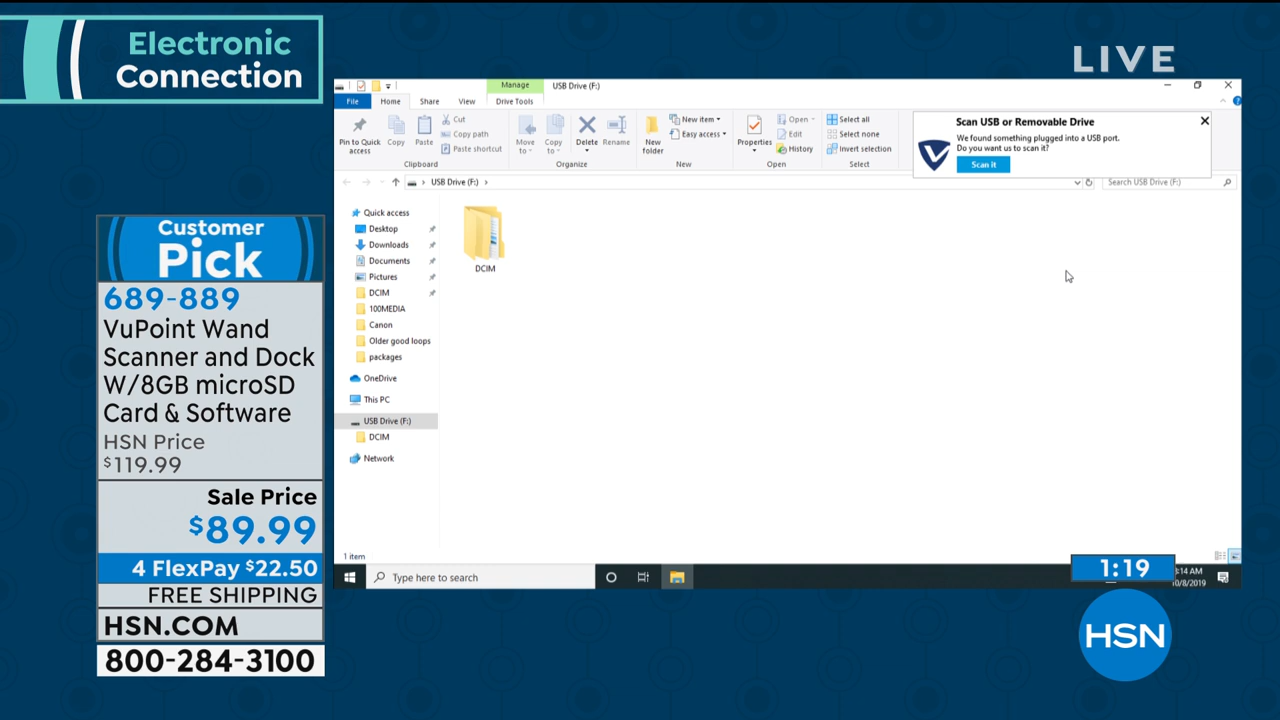 Electronic
Connection
LIVE
Customer
Pick
689-889
VuPoint Wand
Scanner and Dock
W/8GB microSD
Card & Software
HSN Price
$119.99
Sale Price
$89.99
4 FlexPay $22.50
FREE SHIPPING
HSN.COM
800-284-3100
Manage
USB Drive (F:)
File
Home
Share
View
Drive Tools
Pin to Quick
access
Copy
Paste
Cut
Copy path
Paste shortcut
Clipboard
Move
to
Copy
to
Delete
Rename
Organize
New
folder
New item
Easy access
New
Properties
Open
Edit
History
Open
Select all
Select none
Invert selection
Select
Scan USB or Removable Drive
We found something plugged into a USB port.
Do you want us to scan it?
Scan It
USB Drive (F:)
Search USB Drive (F:)
Quick access
Desktop
Downloads
Documents
Pictures
DCIM
100MEDIA
Canon
Older good loops
packages
OneDrive
This PC
USB Drive (F:)
DCIM
Network
DCIM
1 item
Type here to search
1:19
:14 AM
10/8/2019
HSN